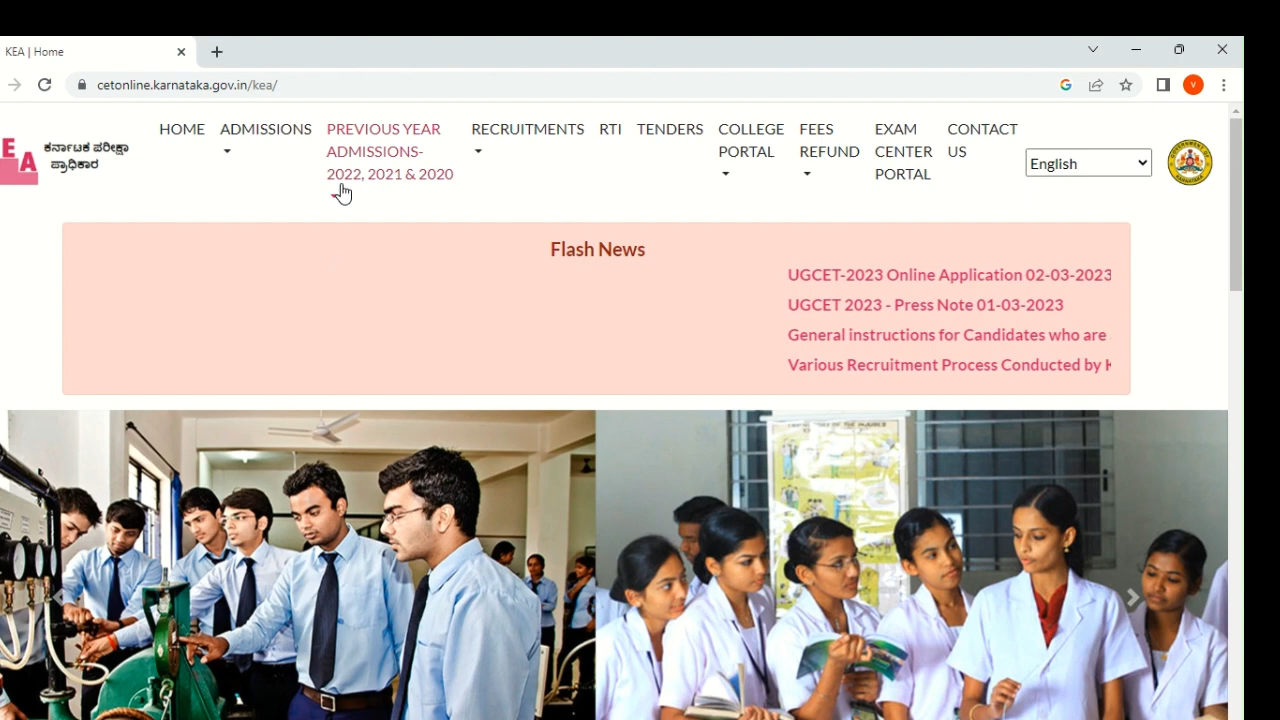 KEA | Home
cetonline.karnataka.gov.in/kea/
V
EA
ಕರ್ನಾಟಕ ಪರೀಕ್ಷಾ
ಪ್ರಾಧಿಕಾರ
HOME
ADMISSIONS
PREVIOUS YEAR
ADMISSIONS-
2022, 2021 & 2020
RECRUITMENTS
RTI
TENDERS
COLLEGE
PORTAL
FEES
REFUND
EXAM
CENTER
PORTAL
CONTACT
US
English
Flash News
UGCET-2023 Online Application 02-03-2023
UGCET 2023 - Press Note 01-03-2023
General instructions for Candidates who are
Various Recruitment Process Conducted by